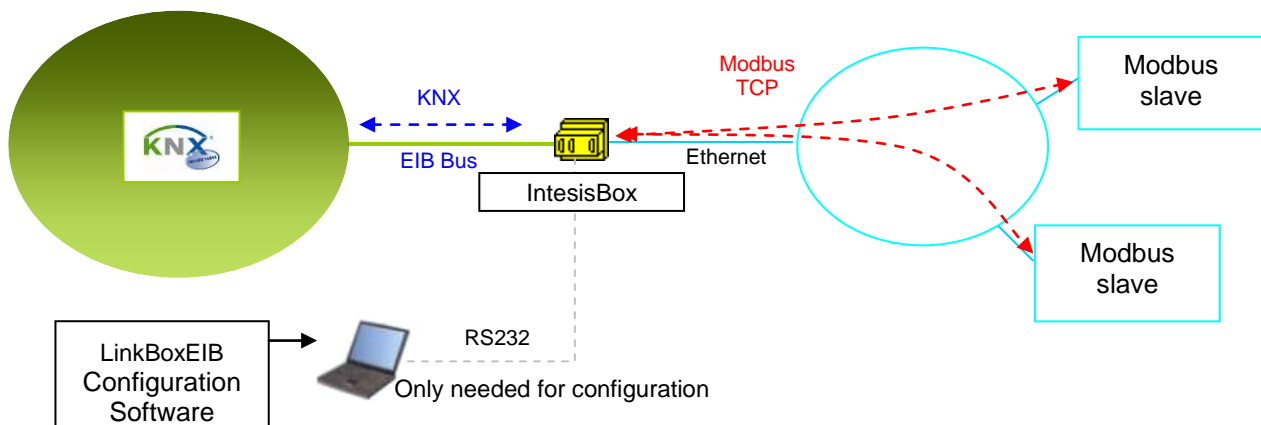 KNX
EIB Bus
KNX
IntesisBox
Modbus
TCP
Ethernet
Modbus
slave
Modbus
slave
LinkBoxEIB
Configuration
Software
RS232
Only needed for configuration